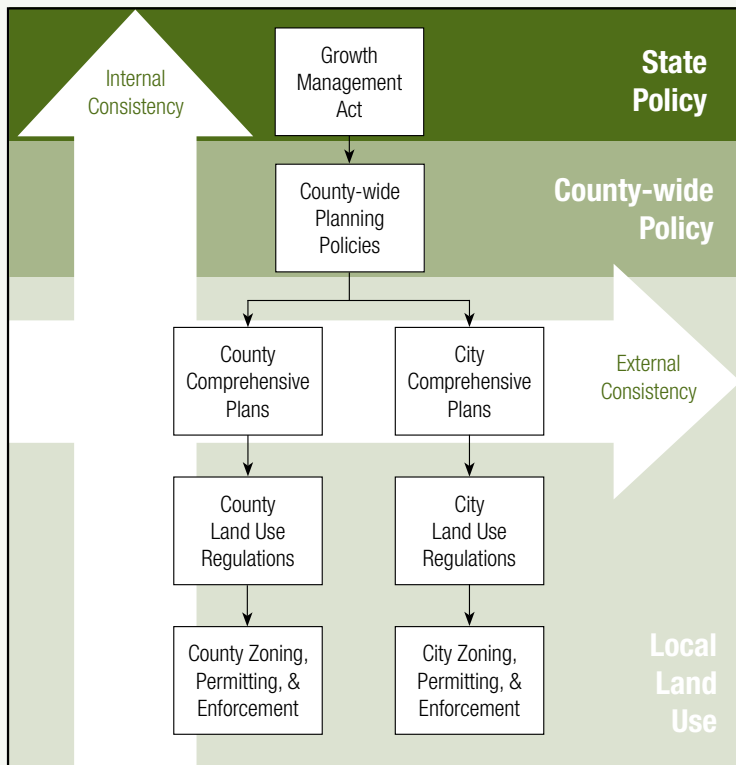 Internal
Consistency
Growth
Management
Act
State
Policy
County-wide
Planning
Policies
County-wide
Policy
County
Comprehensive
Plans
City
Comprehensive
Plans
External
Consistency
County
Land Use
Regulations
City
Land Use
Regulations
County Zoning,
Permitting, &
Enforcement
City Zoning,
Permitting, &
Enforcement
Local
Land
Use